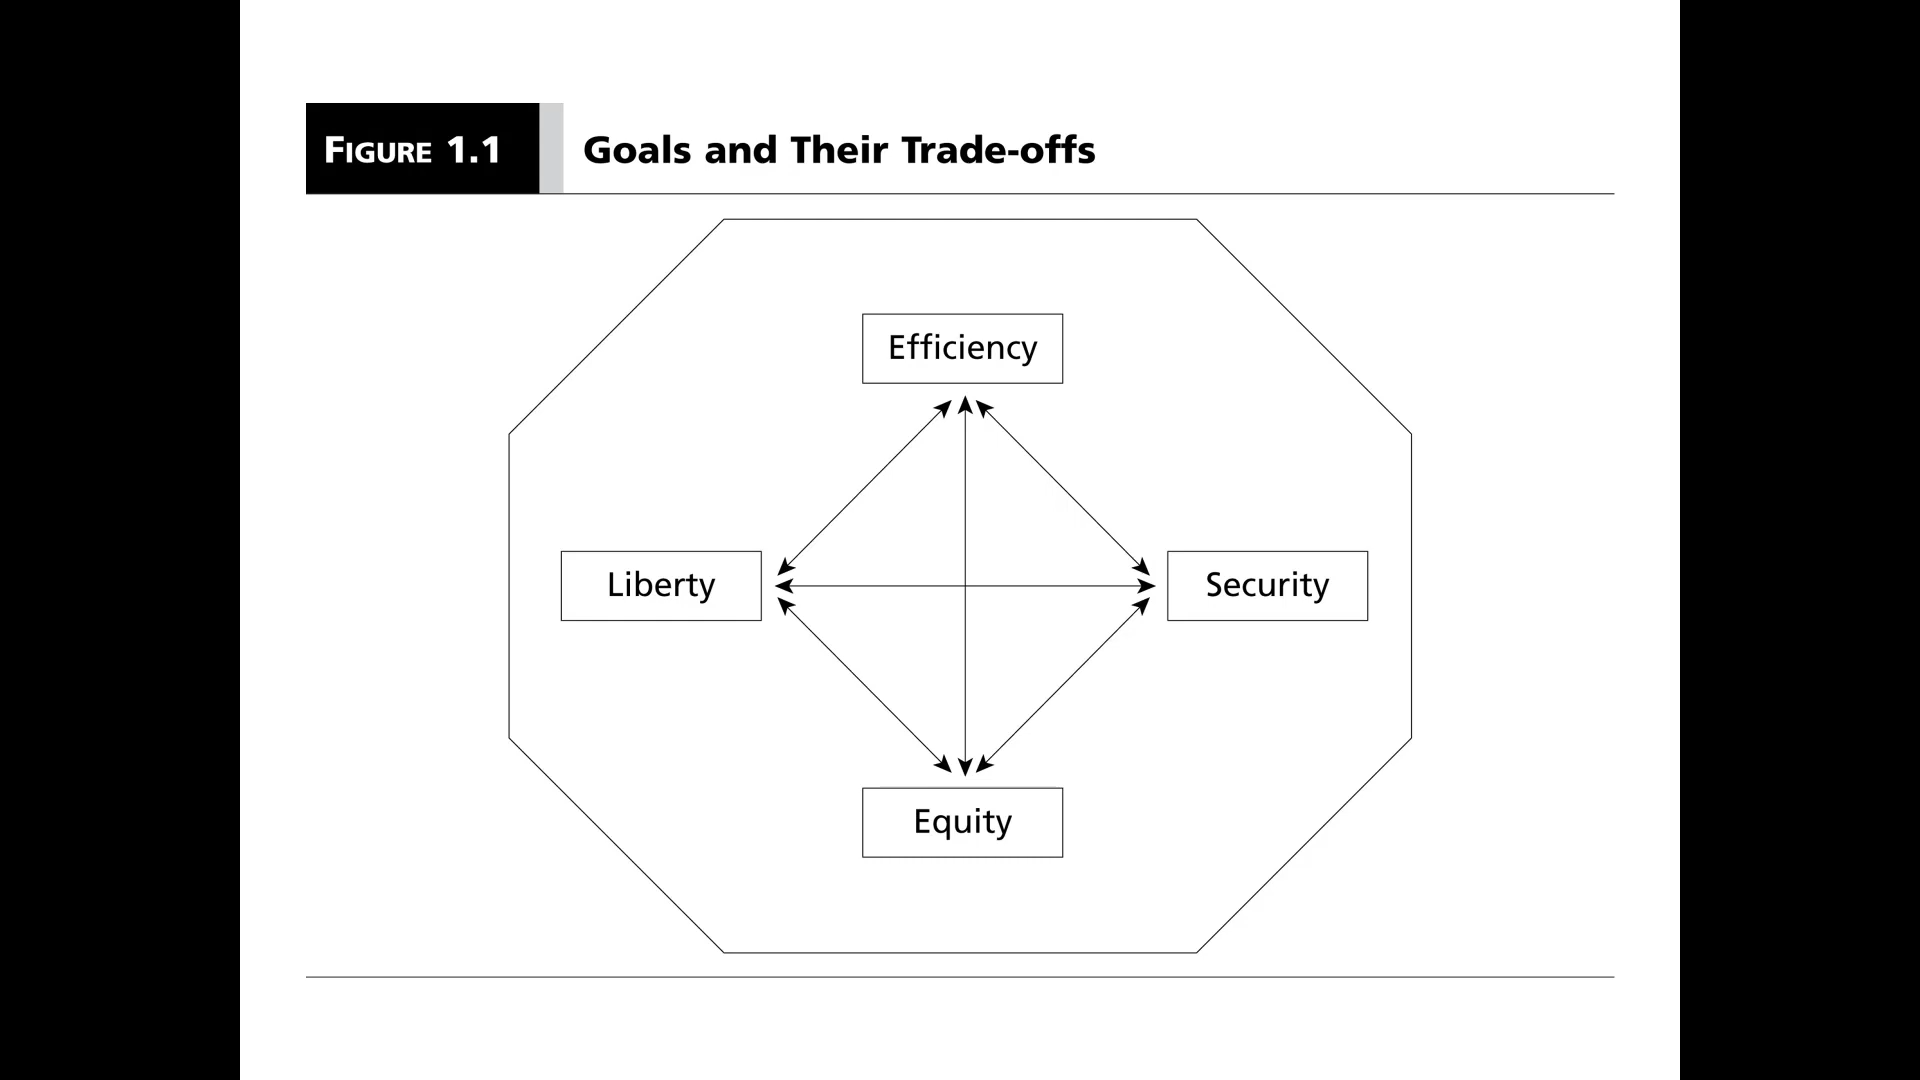 FIGURE 1.1
Goals and Their Trade-offs
Efficiency
Liberty
Security
Equity